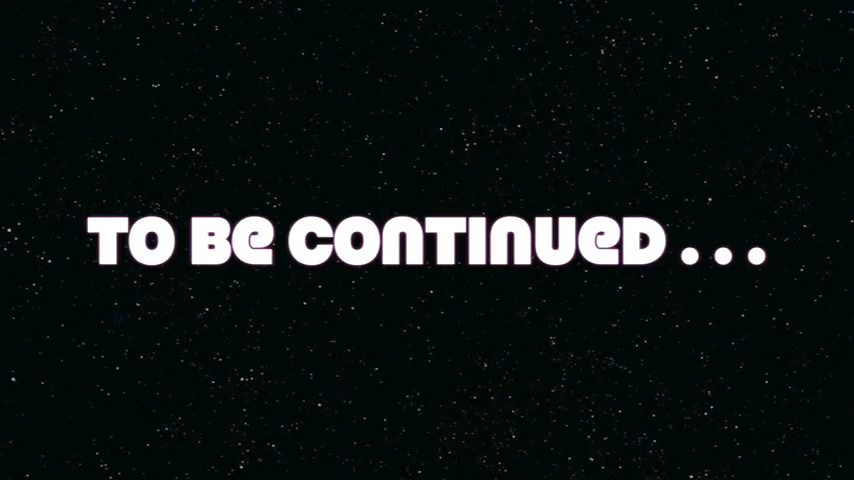 TO BE CONTINUED . . .